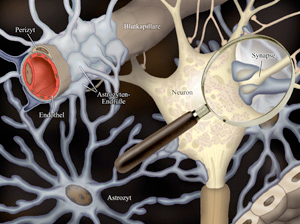 Perizyt
Blutkapillare
Synapse
Astrozyten-
Endfüße
Neuron
Endothel
Astrozyt